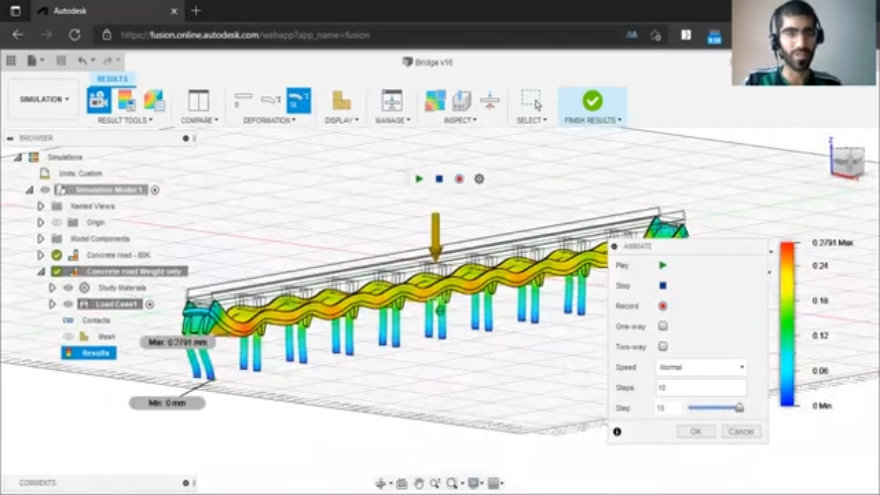 Autodesk
https://fusion.online.autodesk.com/webapp?app_name=fusion
Bridge v16
RESULTS
SIMULATION
RESULT TOOLS
COMPARE
DEFORMATION
DISPLAY
MANAGE
INSPECT
SELECT
FINISH RESULTS
BROWSER
Simulations
Units: Custom
Simulation Model 1
Named Views
Origin
Model Components
Concrete road - 80K
Concrete road Weight only
Study Materials
Load Case1
Contacts
Mesh
Results
Max: 0.2791 mm
Min: 0 mm
ANIMATE
Play
Stop
Record
One-way
Two-way
Speed Normal
Steps 10
Step 10
OK Cancel
0.2791 Max
0.24
0.18
0.12
0.06
0 Min
COMMENTS